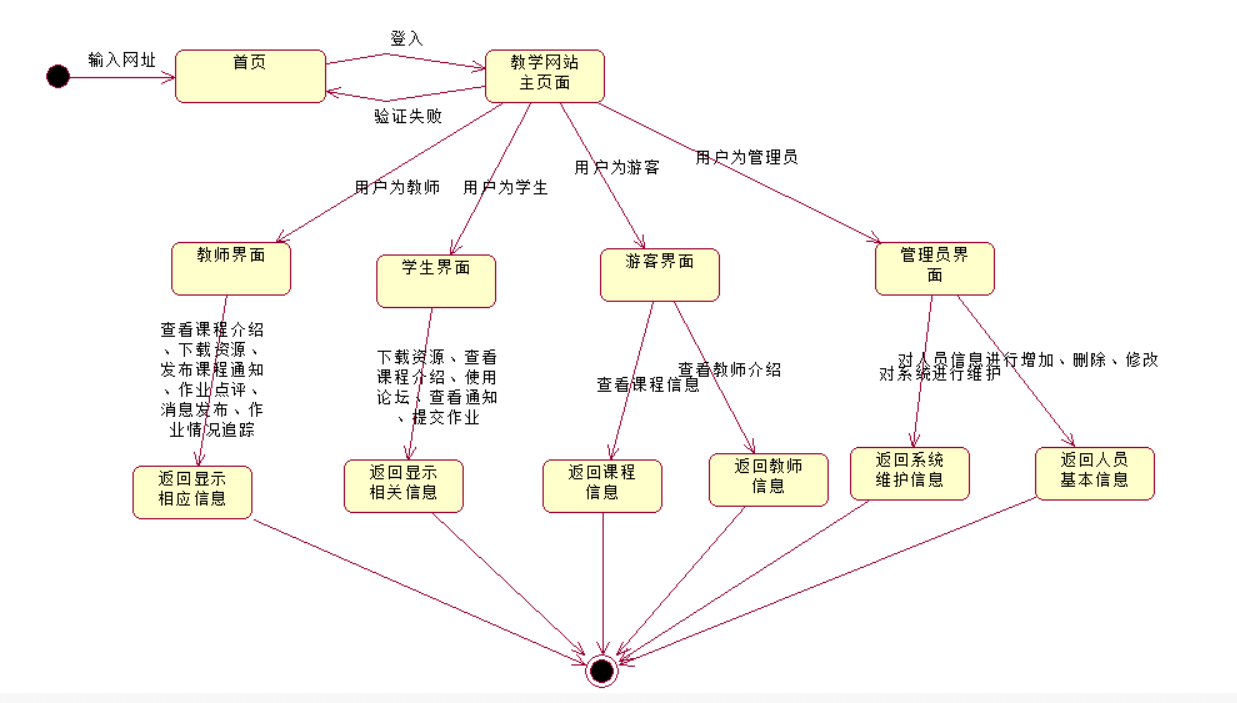 登入
输入网址
首页
教学网站
主页面
验证失败
用户为教师
用户为学生
用户为游客
用户为管理员
教师界面
学生界面
游客界面
管理员界
面
查看课程介绍
、下载资源、
发布课程通知
、作业点评、
消息发布、作
业情况追踪
下载资源、查看
课程介绍、使用
论坛、查看通知
、提交作业
查看课程信息
查看教师介绍
对人员信息进行增加、删除、修改
对系统进行维护
返回显示
相应信息
返回显示
相关信息
返回课程
信息
返回教师
信息
返回系统
维护信息
返回人员
基本信息